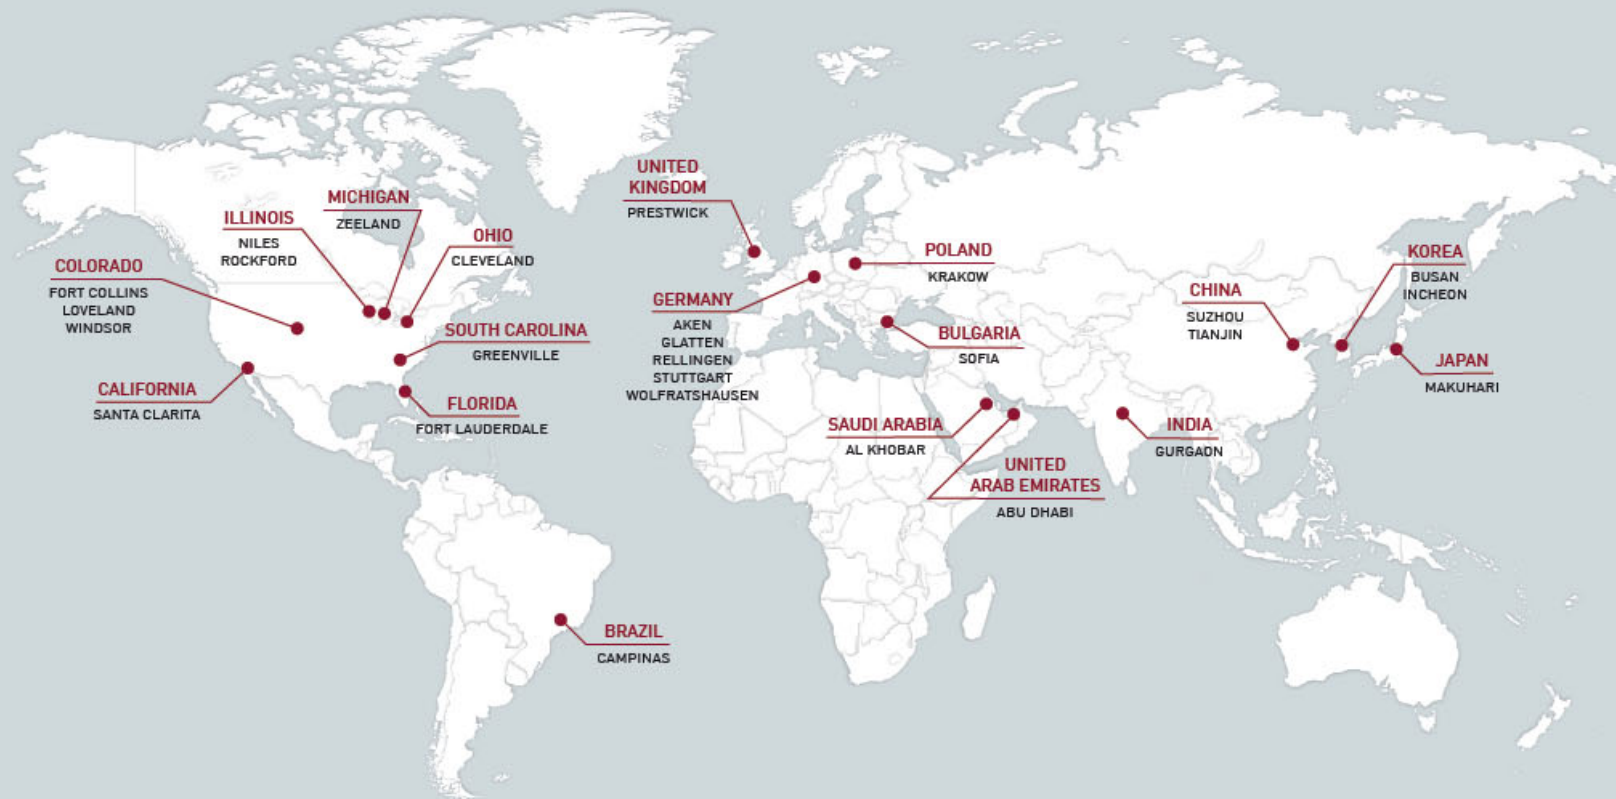 UNITED
KINGDOM
PRESTWICK
MICHIGAN
ZEELAND
ILLINOIS
NILES
ROCKFORD
OHIO
CLEVELAND
COLORADO
FORT COLLINS
LOVELAND
WINDSOR
SOUTH CAROLINA
GREENVILLE
CALIFORNIA
SANTA CLARITA
FLORIDA
FORT LAUDERDALE
BRAZIL
CAMPINAS
POLAND
KRAKOW
GERMANY
AKEN
GLATTEN
RELLINGEN
STUTTGART
WOLFRATSHAUSEN
BULGARIA
SOFIA
SAUDI ARABIA
AL KHOBAR
UNITED
ARAB EMIRATES
ABU DHABI
INDIA
GURGAON
CHINA
SUZHOU
TIANJIN
KOREA
BUSAN
INCHEON
JAPAN
MAKUHARI